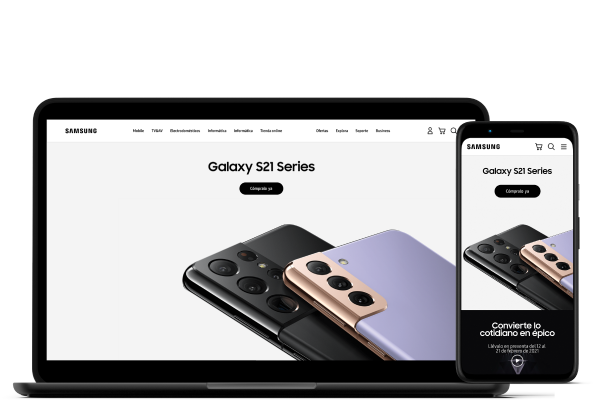 SAMSUNG Mobile TV&AV Electrodomésticos Informática Informática Tienda online Ofertas Explora Soporte Business
Galaxy S21 Series
Cómpralo ya
SAMSUNG
Galaxy S21 Series
Cómpralo ya
Convierte lo
cotidiano en épico
Llévalo en preventa del 12 al
21 de febrero de 2021